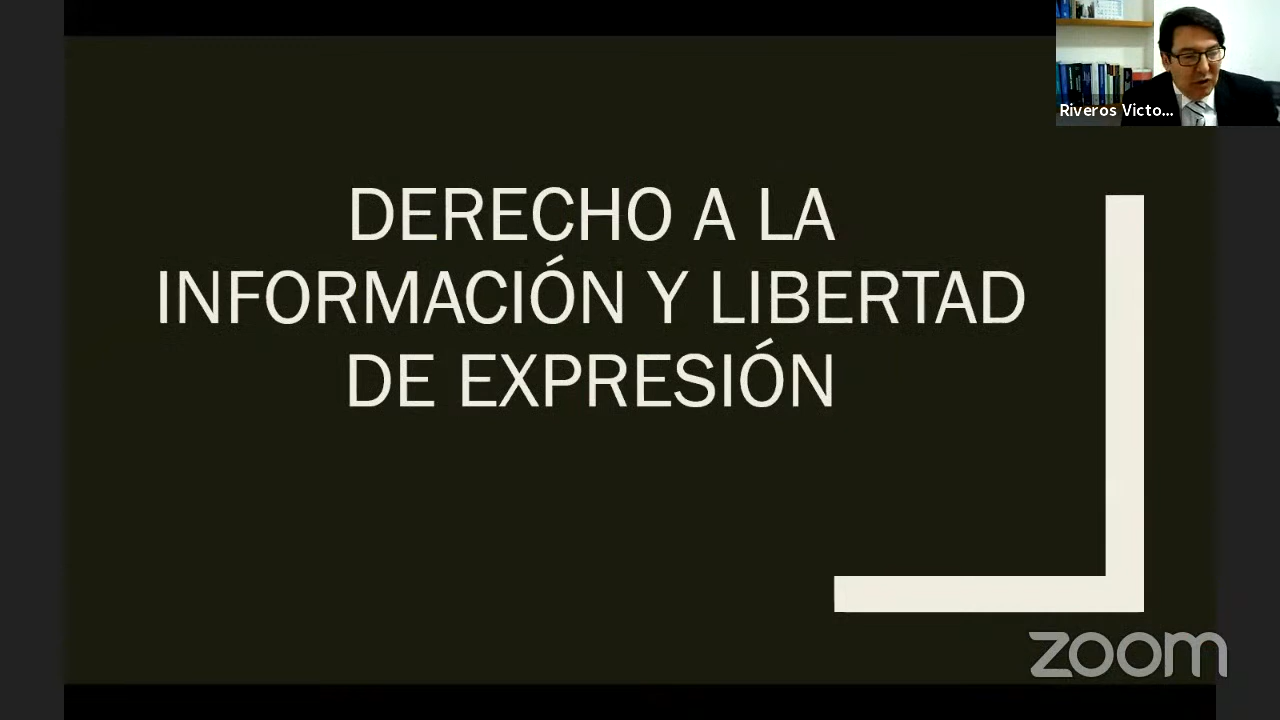 Riveros Victo...
DERECHO A LA
INFORMACIÓN Y LIBERTAD
DE EXPRESIÓN
zoom